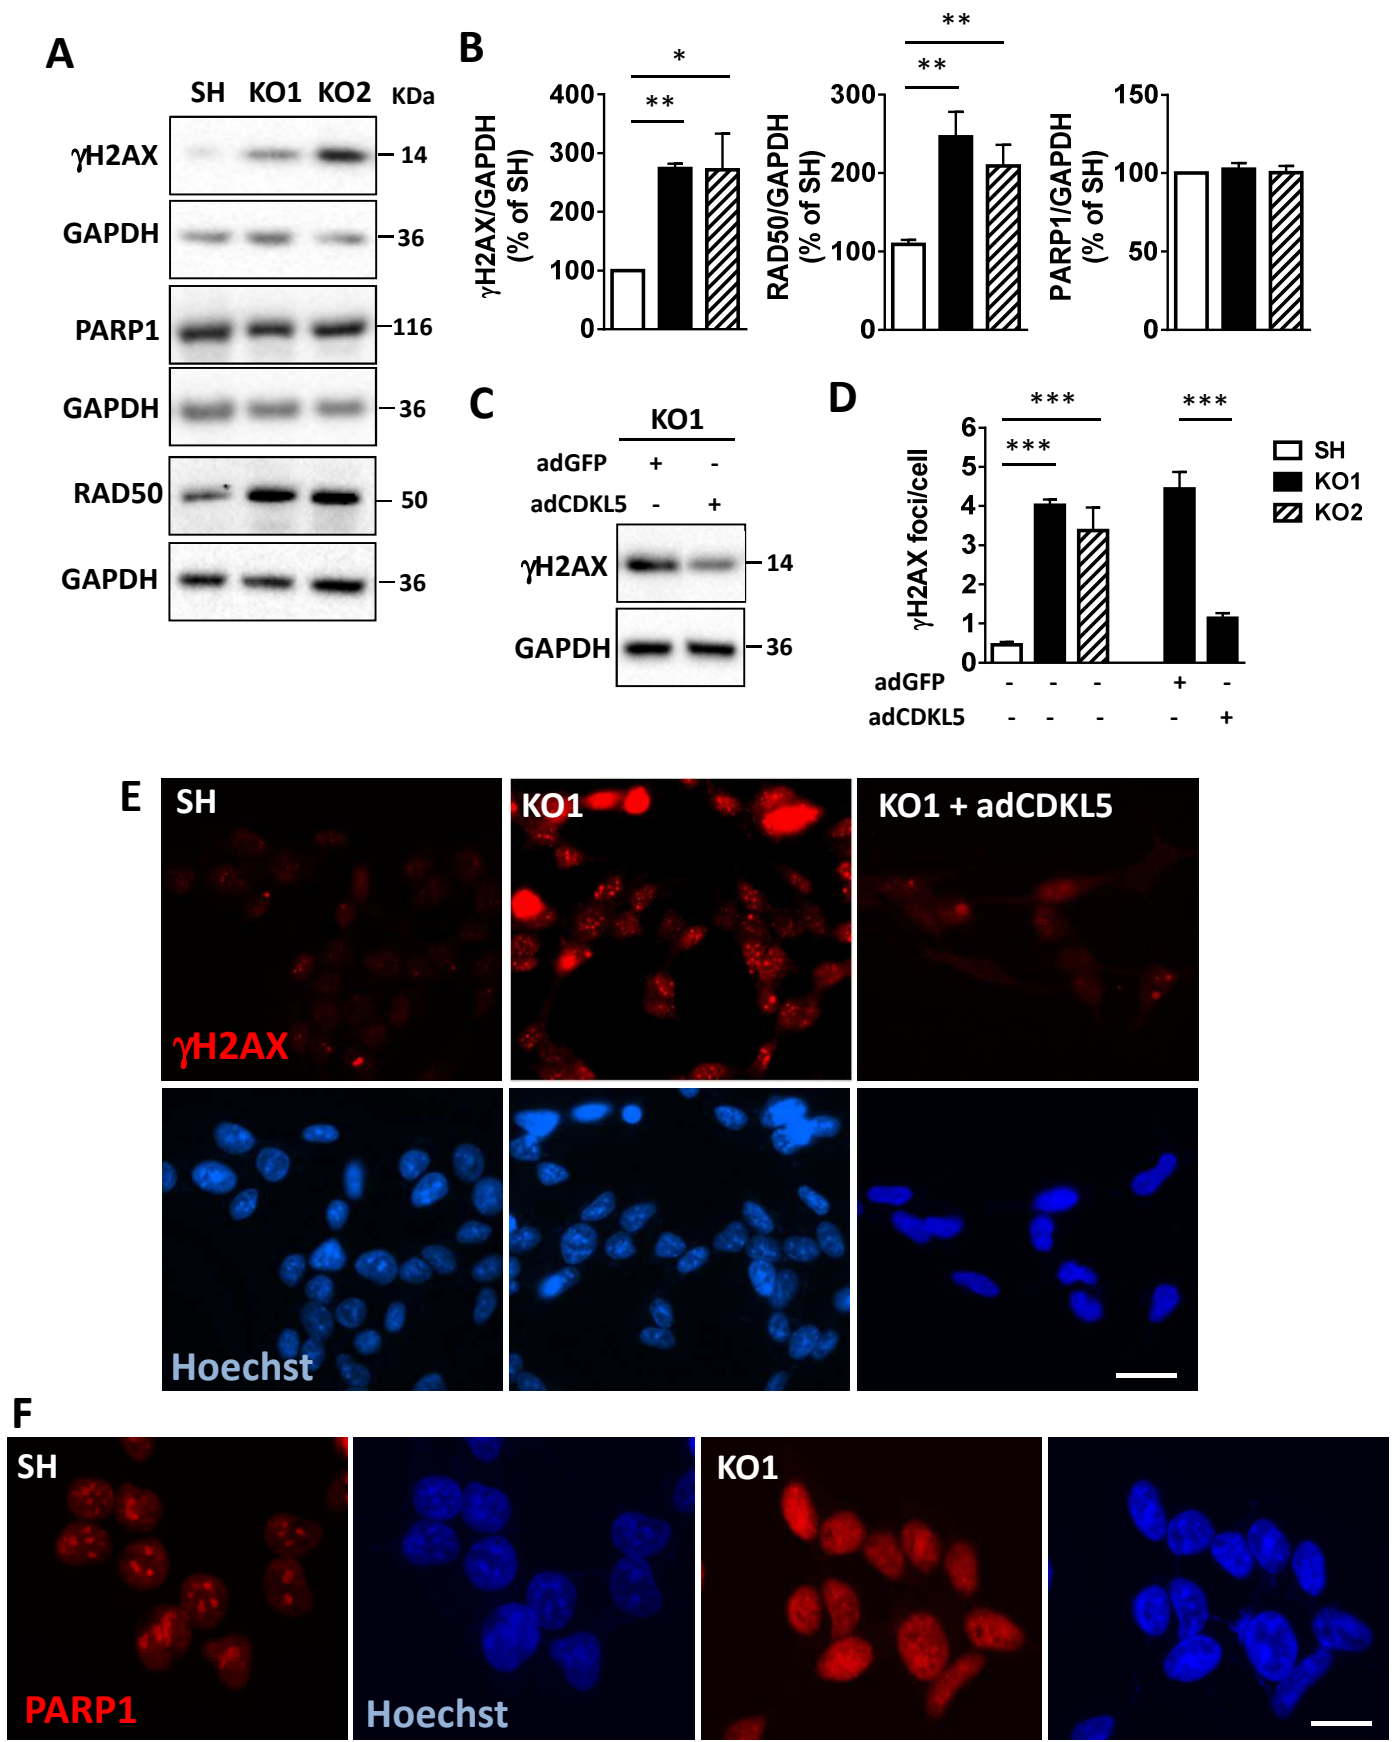 A
SH KO1 KO2 KDa
γH2AX 14
GAPDH 36
PARP1 116
GAPDH 36
RAD50 50
GAPDH 36
B
γH2AX/GAPDH
(% of SH)
400
300
200
100
0
**
*
RAD50/GAPDH
(% of SH)
300
200
100
0
**
**
PARP1/GAPDH
(% of SH)
150
100
50
0
C
KO1
adGFP + -
adCDKL5 - +
γH2AX 14
GAPDH 36
D
γH2AX foci/cell
6
5
4
3
2
1
0
***
***
***
SH
KO1
KO2
adGFP - - - + -
adCDKL5 - - - - +
E
SH
KO1
KO1 + adCDKL5
γH2AX
Hoechst
F
SH
KO1
PARP1
Hoechst